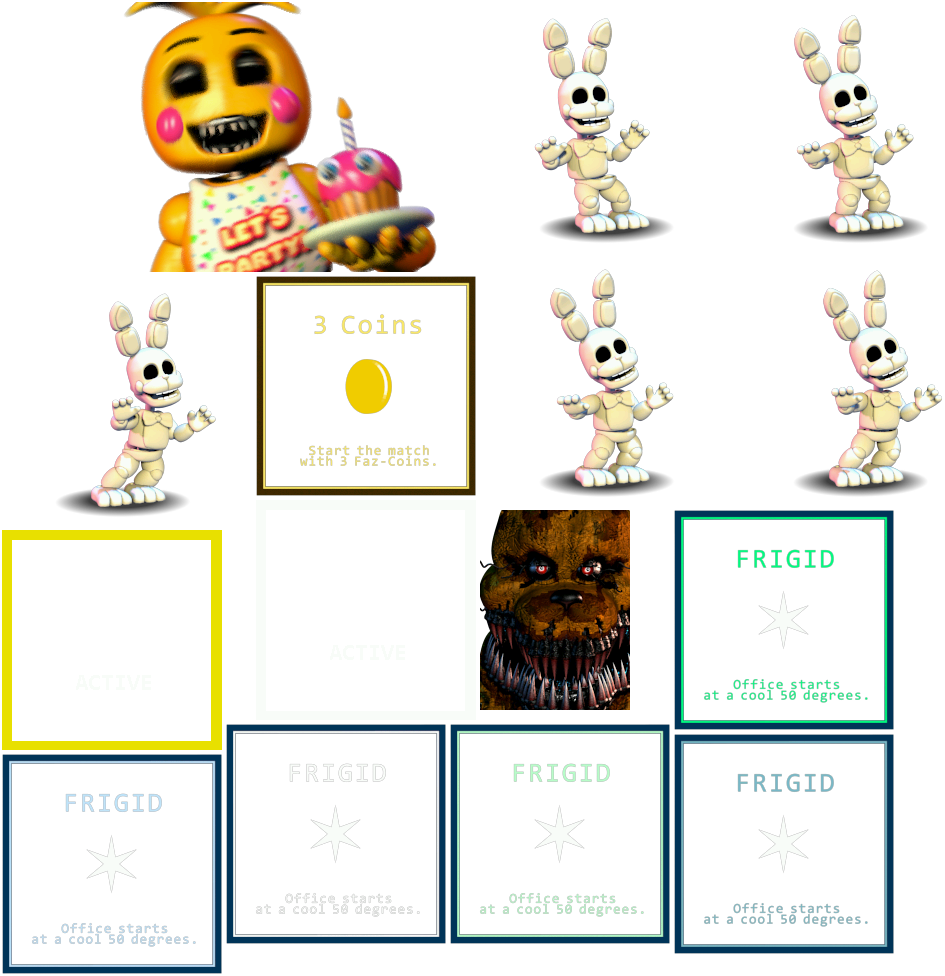 LET'S
PARTY!
3 Coins
Start the match
with 3 Faz-Coins.
ACTIVE
ACTIVE
FRIGID
Office starts
at a cool 50 degrees.
FRIGID
Office starts
at a cool 50 degrees.
FRIGID
Office starts
at a cool 50 degrees.
FRIGID
Office starts
at a cool 50 degrees.
FRIGID
Office starts
at a cool 50 degrees.